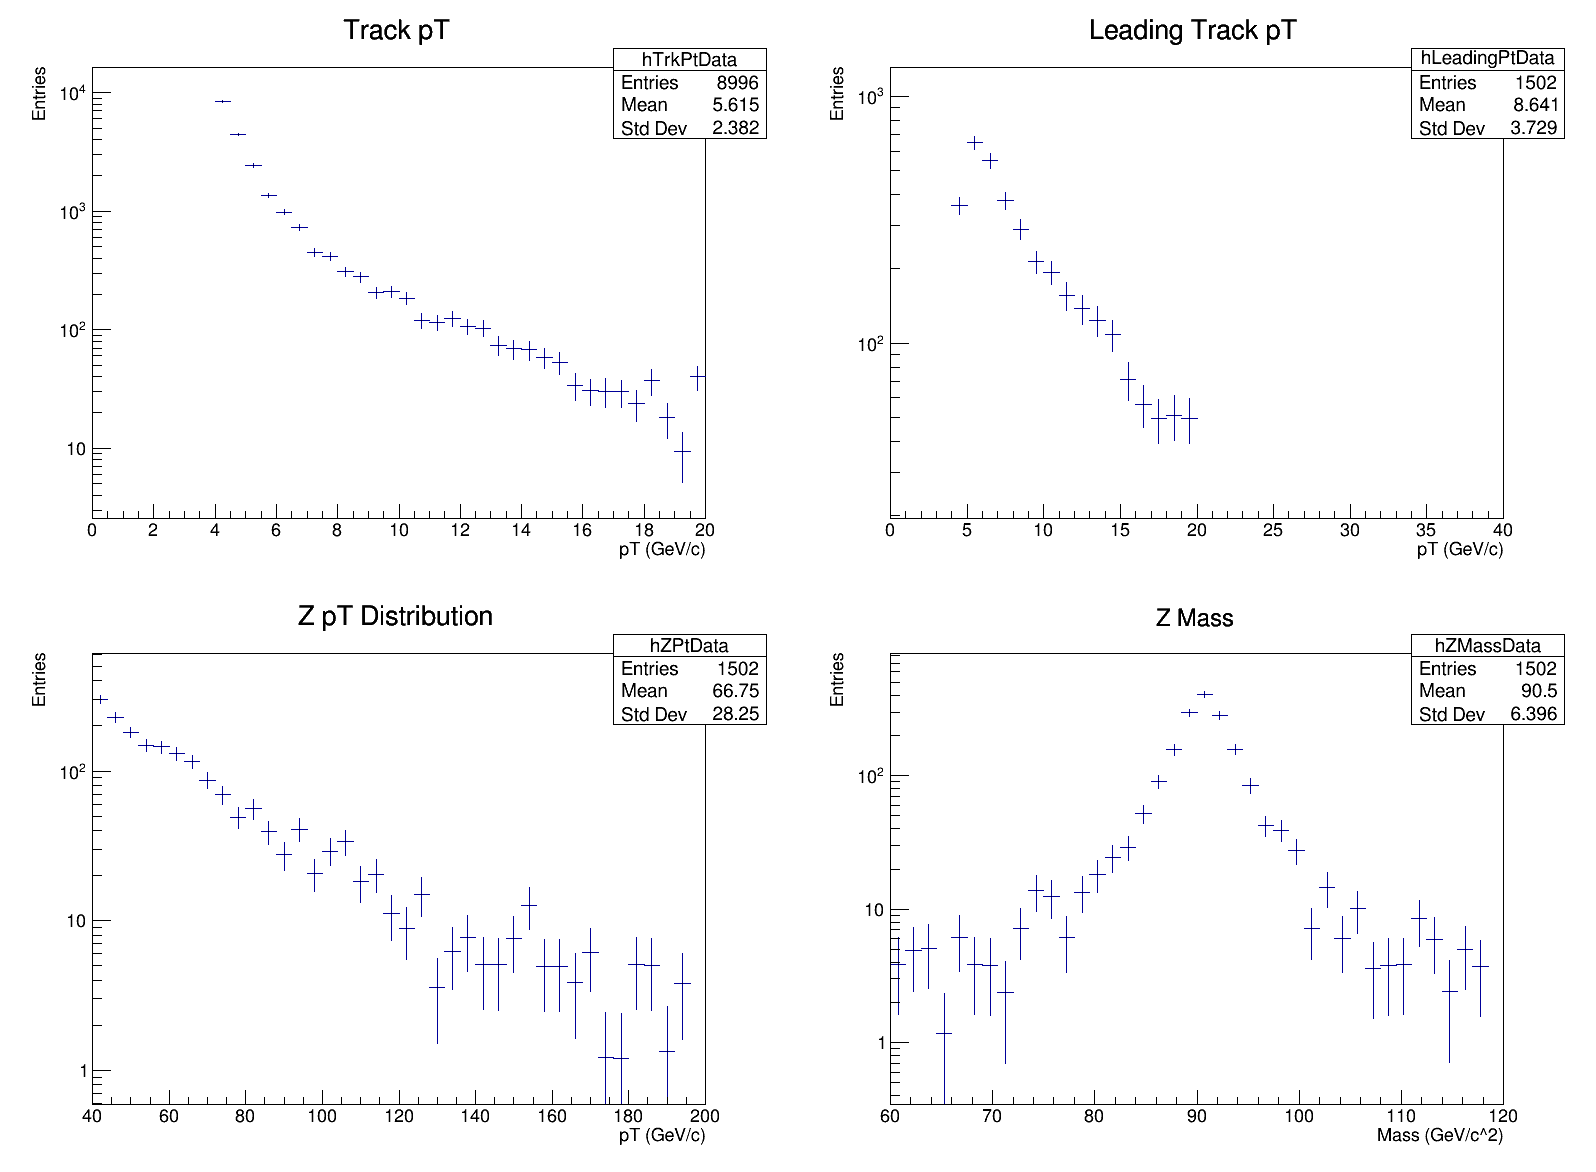 Track pT
Entries
hTrkPtData
Entries 8996
Mean 5.615
Std Dev 2.382
10^4
10^3
10^2
10
0 2 4 6 8 10 12 14 16 18 20
pT (GeV/c)
Leading Track pT
Entries
hLeadingPtData
Entries 1502
Mean 8.641
Std Dev 3.729
10^3
10^2
0 5 10 15 20 25 30 35 40
pT (GeV/c)
Z pT Distribution
Entries
hZPtData
Entries 1502
Mean 66.75
Std Dev 28.25
10^2
10
1
40 60 80 100 120 140 160 180 200
pT (GeV/c)
Z Mass
Entries
hZMassData
Entries 1502
Mean 90.5
Std Dev 6.396
10^2
10
1
60 70 80 90 100 110 120
Mass (GeV/c^2)